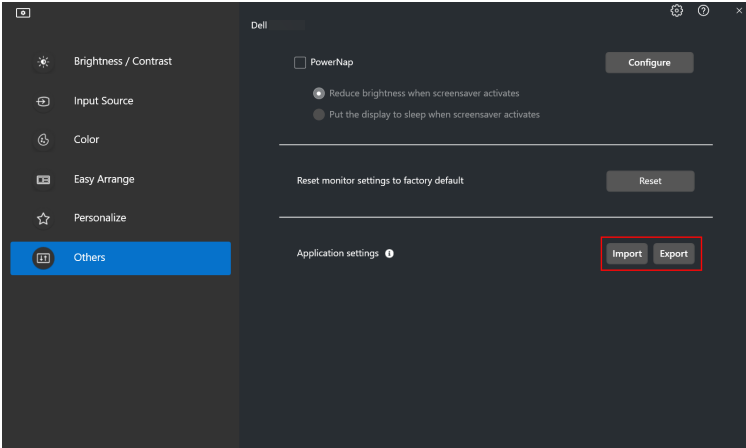 Dell
Brightness / Contrast
Input Source
Color
Easy Arrange
Personalize
Others
PowerNap
Configure
Reduce brightness when screensaver activates
Put the display to sleep when screensaver activates
Reset monitor settings to factory default
Reset
Application settings
Import
Export